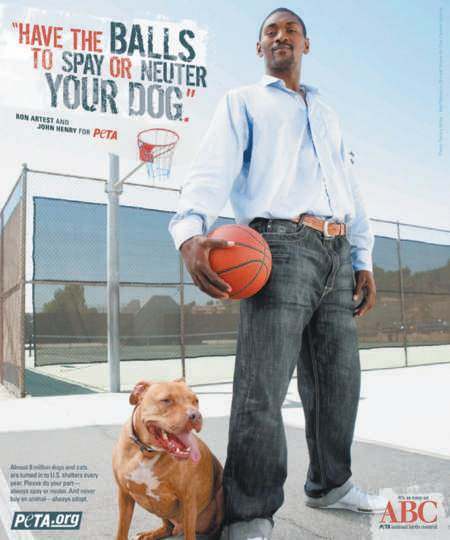 "HAVE THE BALLS
TO SPAY OR NEUTER
YOUR DOG."
RON ARTEST AND
JOHN HENRY FOR PETA
Almost 8 million dogs and cats
are turned in to U.S. shelters every
year. Please do your part—
always spay or neuter. And never
buy an animal—always adopt.
PETA.org
It's as easy as
ABC
PETA animal birth control